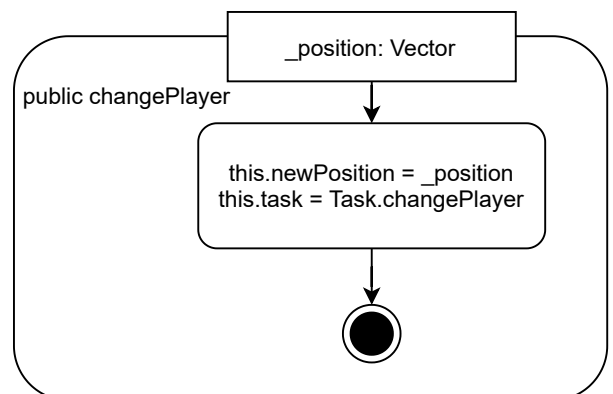 _position: Vector
public changePlayer
this.newPosition = _position
this.task = Task.changePlayer